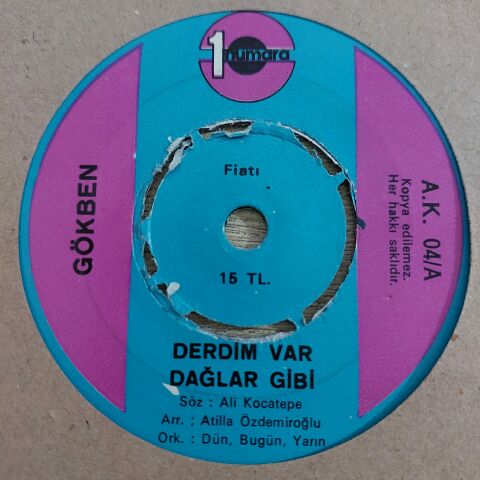 1 numara
GÖKBEN
Fiatı
15 TL.
A.K. 04/A
Kopya edilemez.
Her hakkı saklıdır.
DERDİM VAR
DAĞLAR GİBİ
Söz : Ali Kocatepe
Arr. : Atilla Özdemiroğlu
Ork. : Dün, Bugün, Yarın